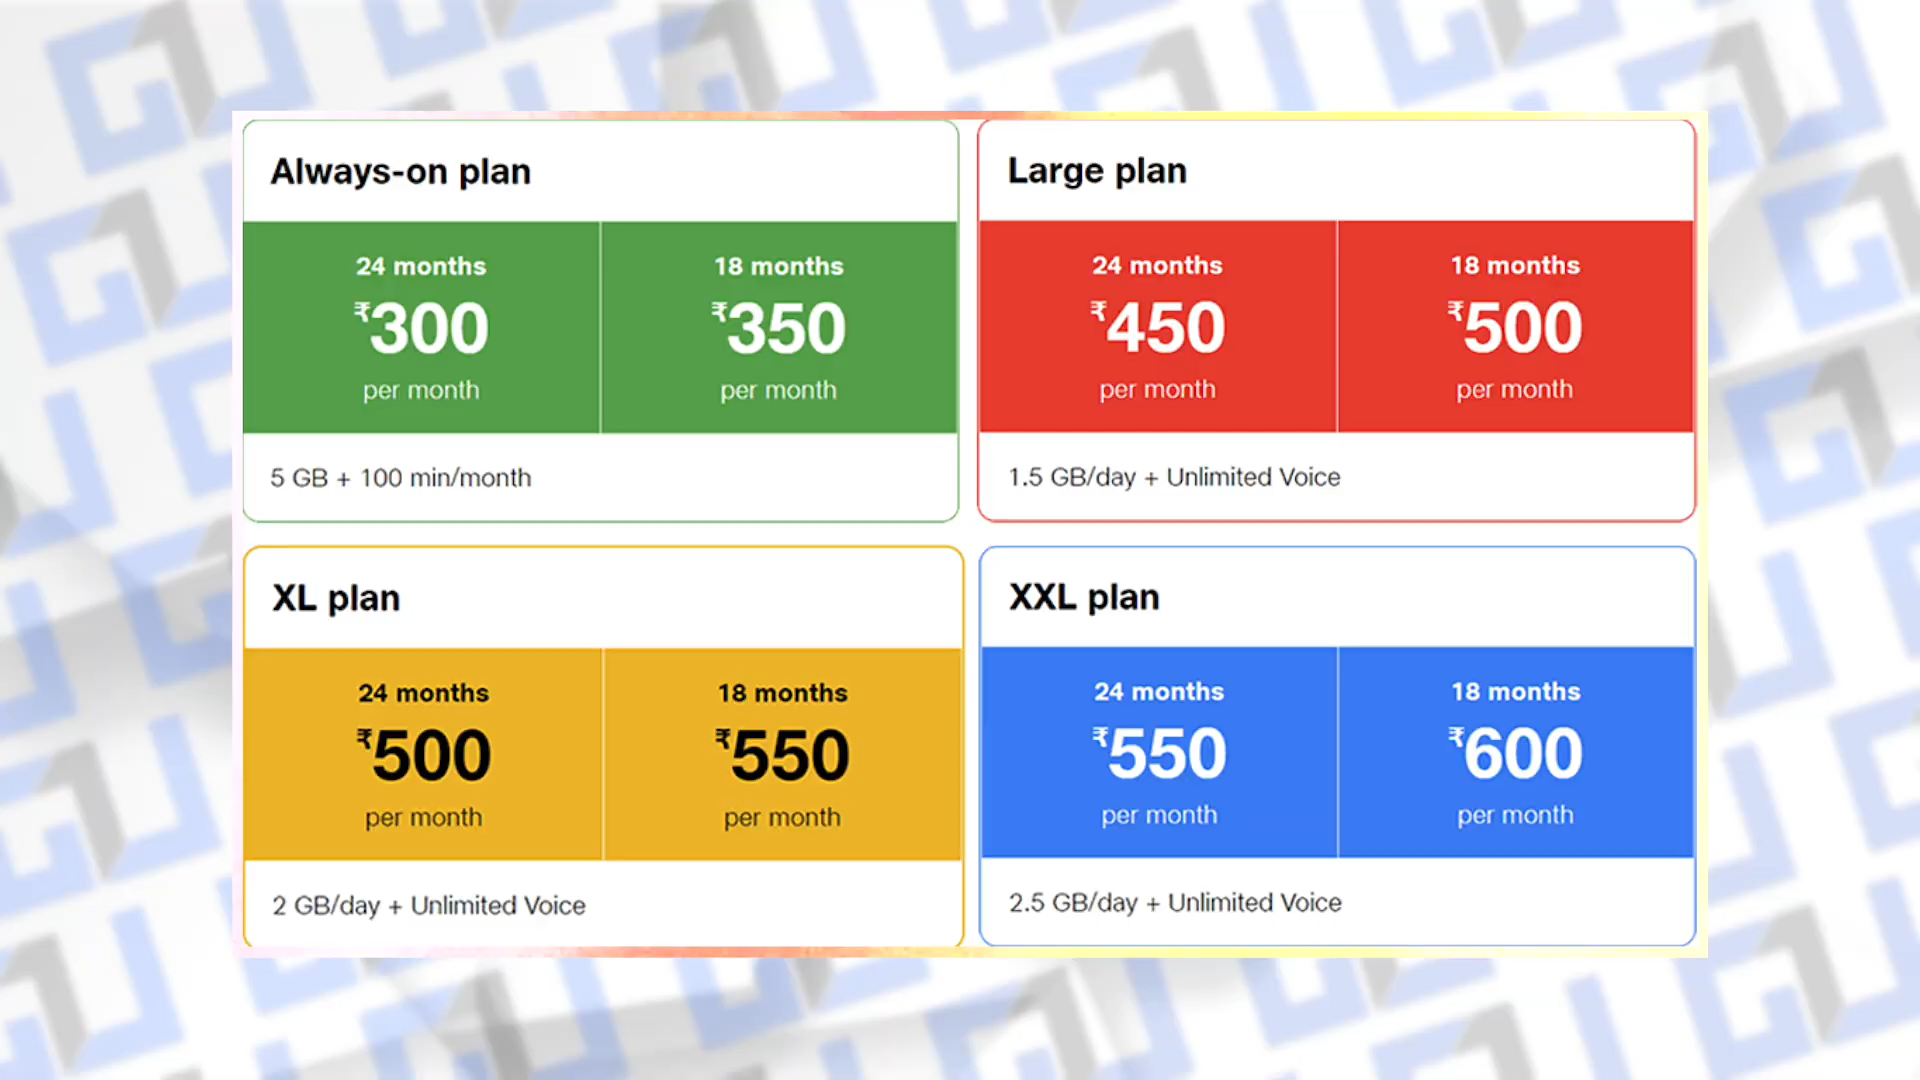 Always-on plan
24 months
₹300
per month
18 months
₹350
per month
5 GB + 100 min/month
Large plan
24 months
₹450
per month
18 months
₹500
per month
1.5 GB/day + Unlimited Voice
XL plan
24 months
₹500
per month
18 months
₹550
per month
2 GB/day + Unlimited Voice
XXL plan
24 months
₹550
per month
18 months
₹600
per month
2.5 GB/day + Unlimited Voice